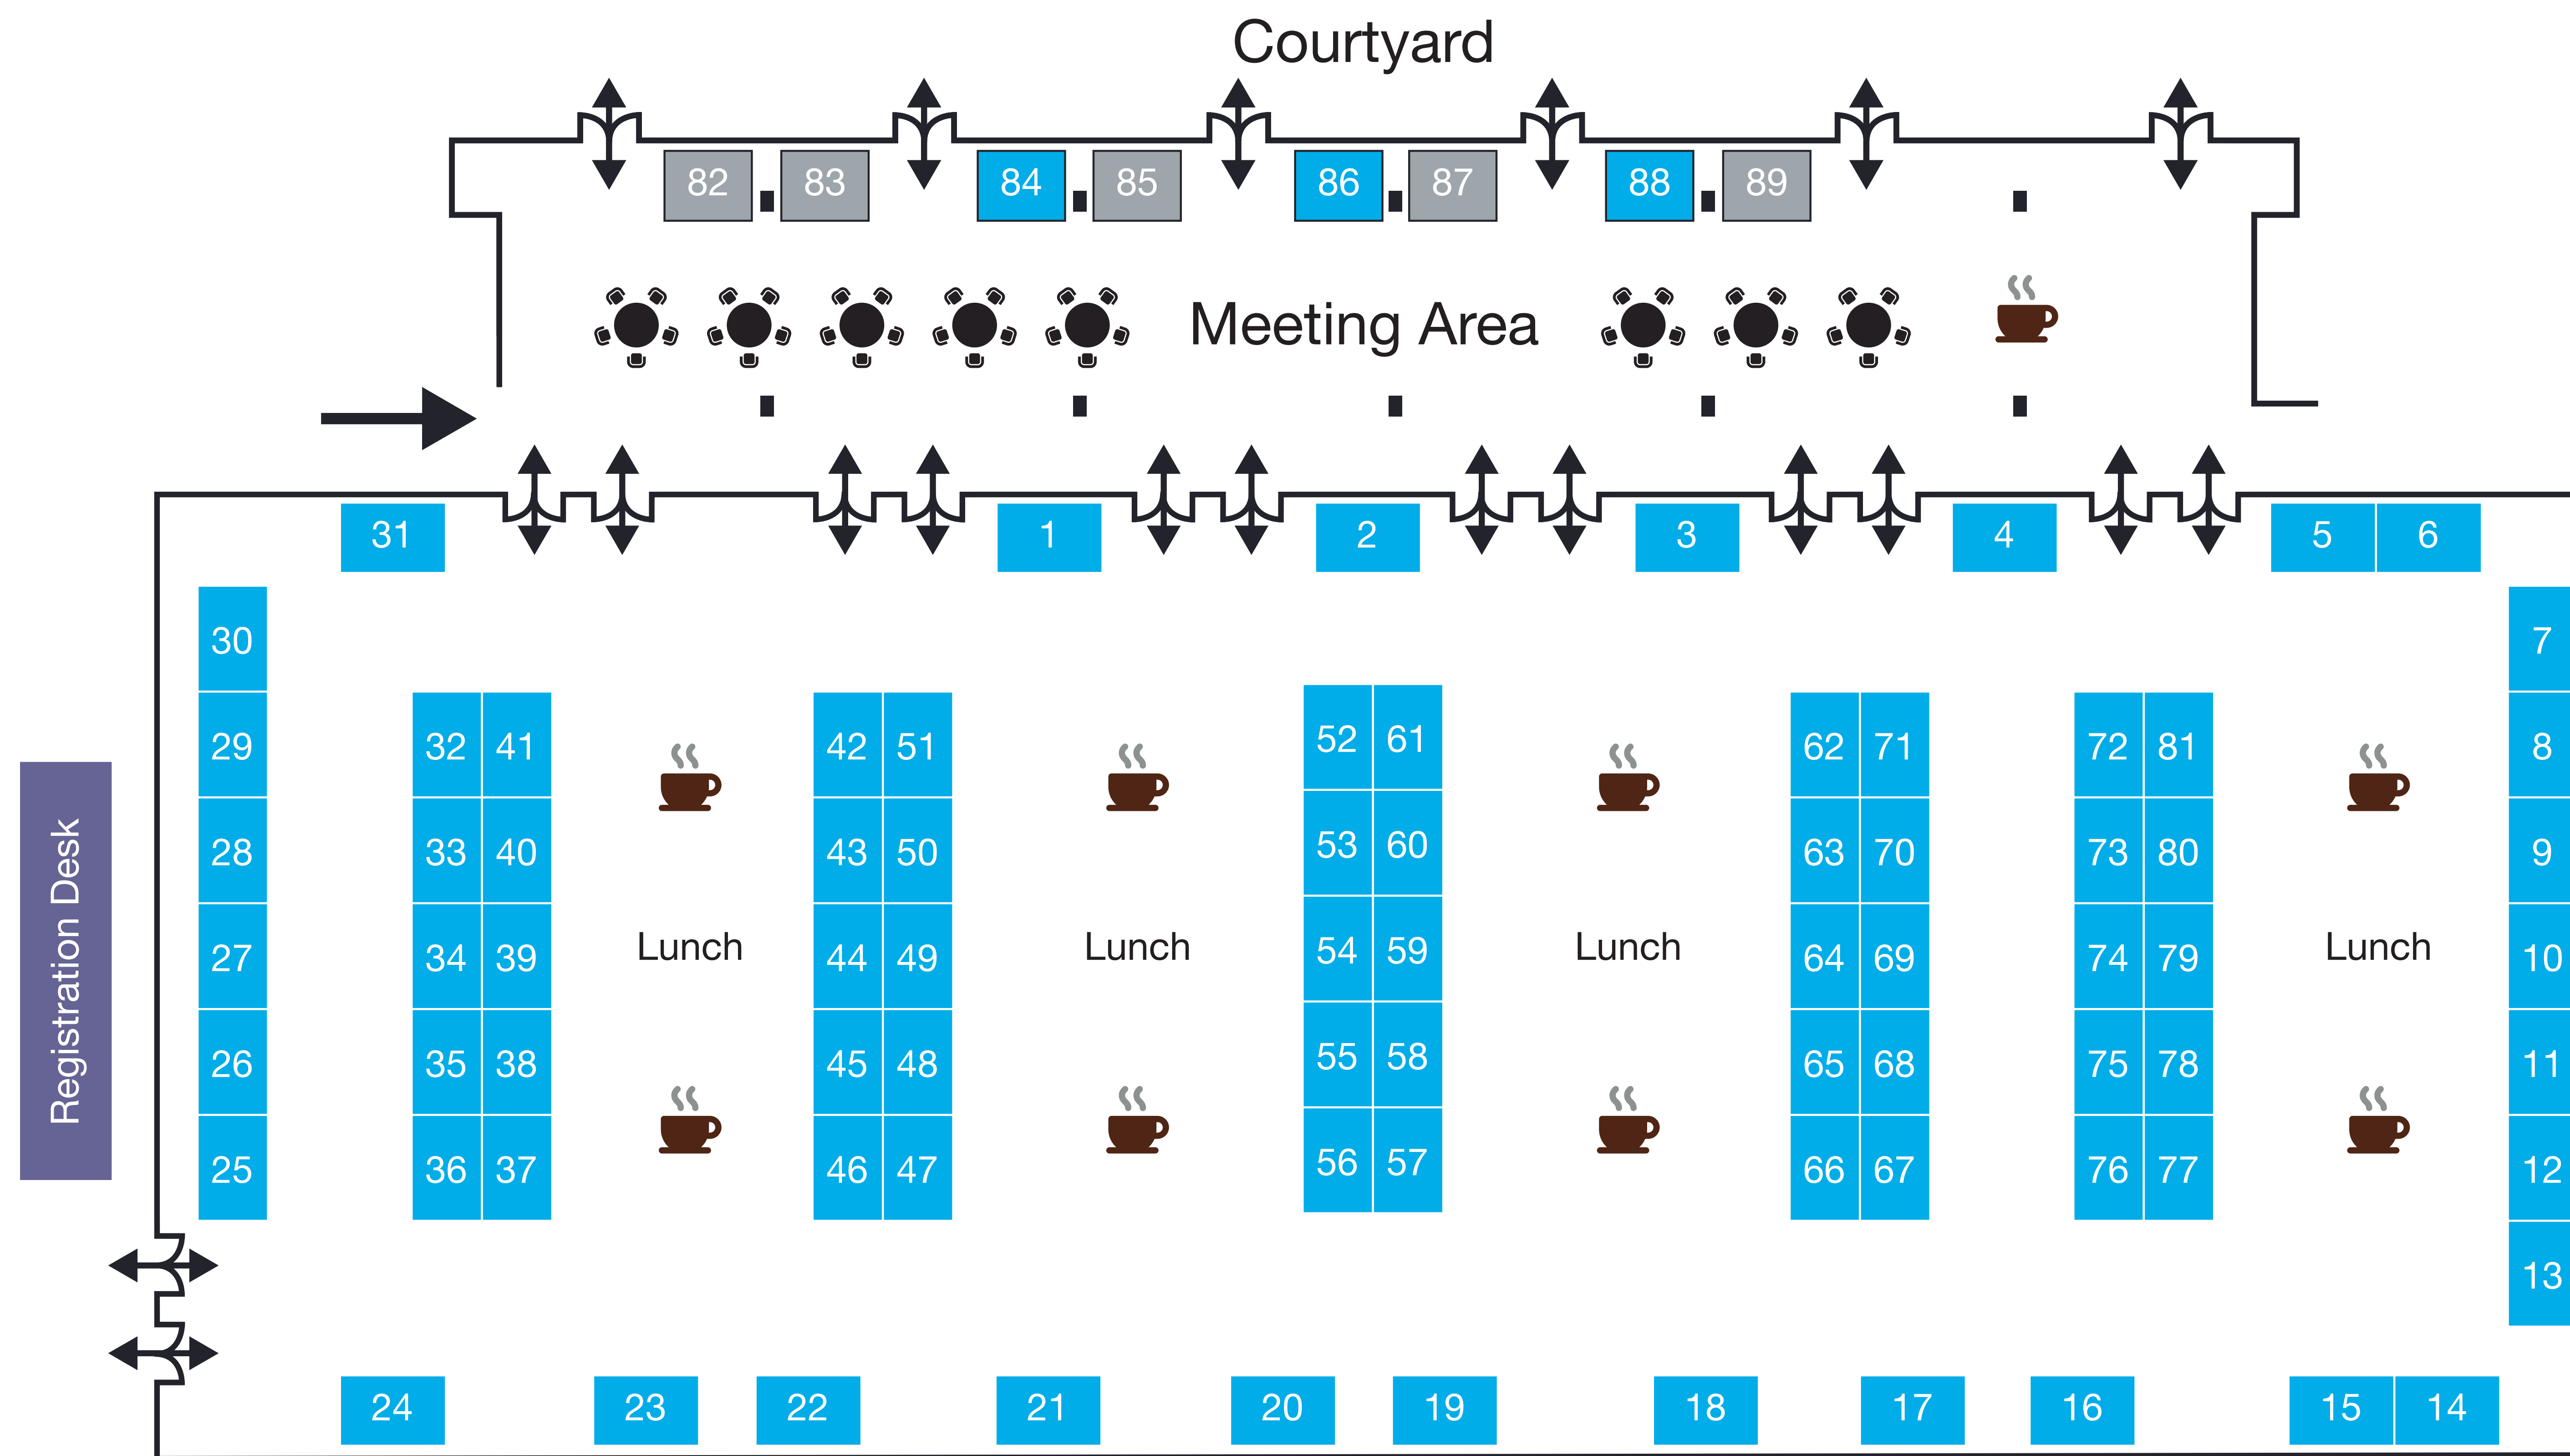 Courtyard
82 83 84 85 86 87 88 89
Meeting Area
31 1 2 3 4 5 6
30 7
29 32 41 42 51 52 61 62 71 72 81 8
28 33 40 43 50 53 60 63 70 73 80 9
Registration Desk
27 34 39 Lunch 44 49 Lunch 54 59 Lunch 64 69 74 79 Lunch 10
26 35 38 45 48 55 58 65 68 75 78 11
25 36 37 46 47 56 57 66 67 76 77 12
13
24 23 22 21 20 19 18 17 16 15 14